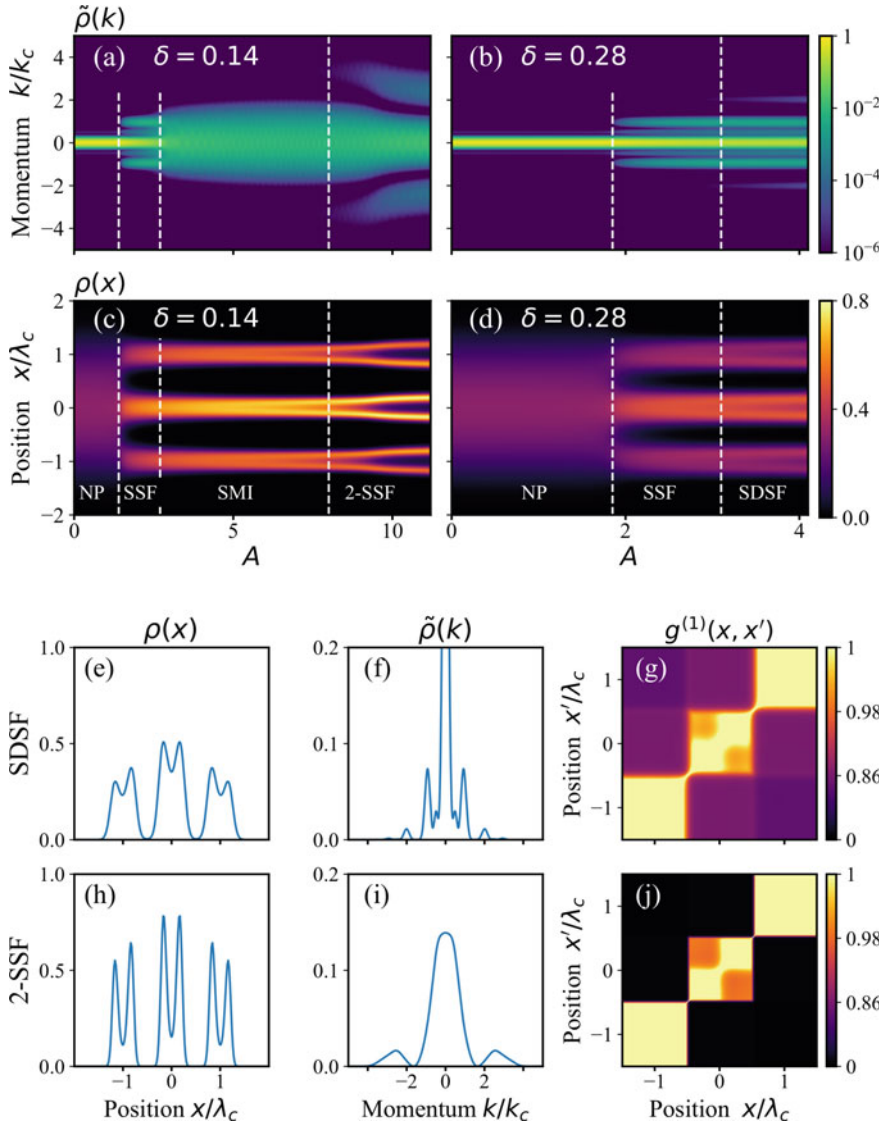 ρ̃(k)
(a) δ = 0.14
(b) δ = 0.28
Momentum k/k_c
4
2
0
−2
−4
0
5
10
0
2
4
1
10^−2
10^−4
10^−6
ρ(x)
(c) δ = 0.14
(d) δ = 0.28
Position x/λ_c
2
1
0
−1
−2
NP SSF SMI 2-SSF
NP SSF SDSF
0.8
0.4
0.0
0 5 10
0 2 4
A A
ρ(x) ρ̃(k) g^(1)(x, x′)
SDSF
(e)
1.0
0.5
0.0
(f)
0.2
0.1
0.0
(g)
Position x′/λ_c
1
0
−1
1
0.98
0.86
0
2-SSF
(h)
1.0
0.5
0.0
(i)
0.2
0.1
0.0
(j)
Position x′/λ_c
1
0
−1
1
0.98
0.86
0
−1 0 1
−2 0 2
−1 0 1
Position x/λ_c Momentum k/k_c Position x/λ_c